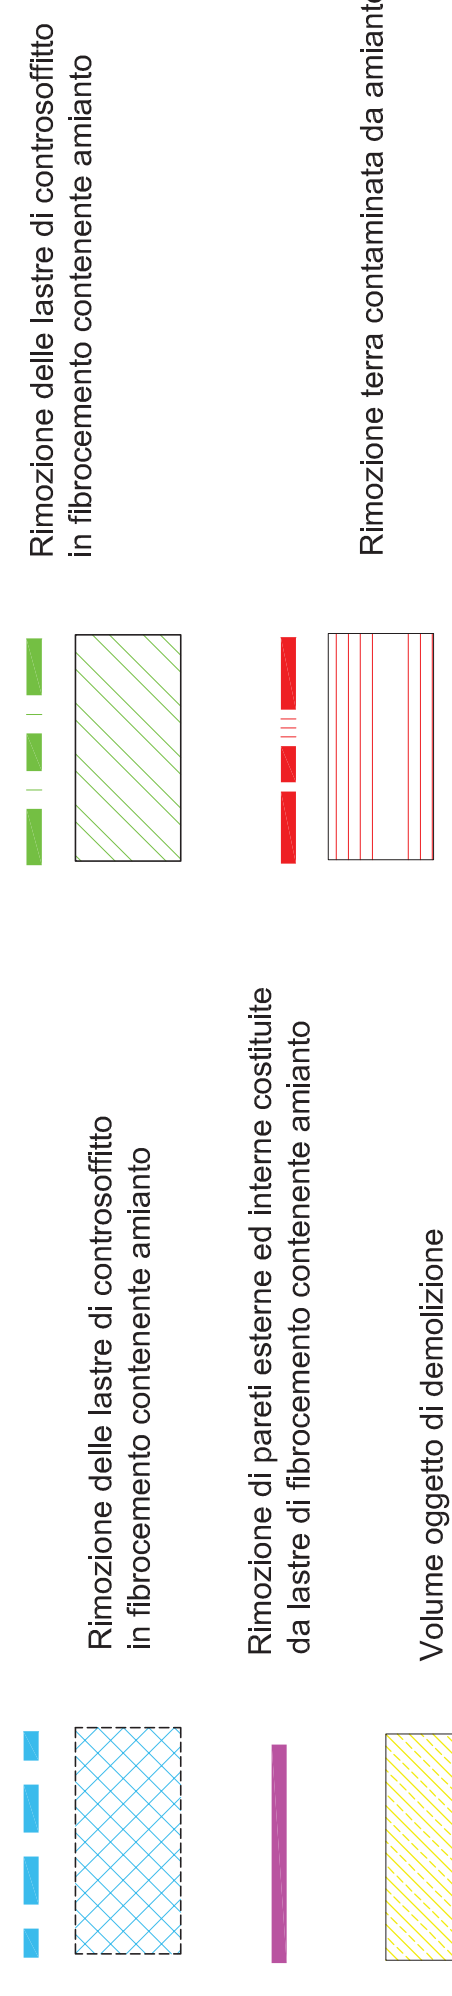 Rimozione delle lastre di controsoffitto
in fibrocemento contenente amianto
Rimozione di pareti esterne ed interne costituite
da lastre di fibrocemento contenente amianto
Volume oggetto di demolizione
Rimozione delle lastre di controsoffitto
in fibrocemento contenente amianto
Rimozione terra contaminata da amianto